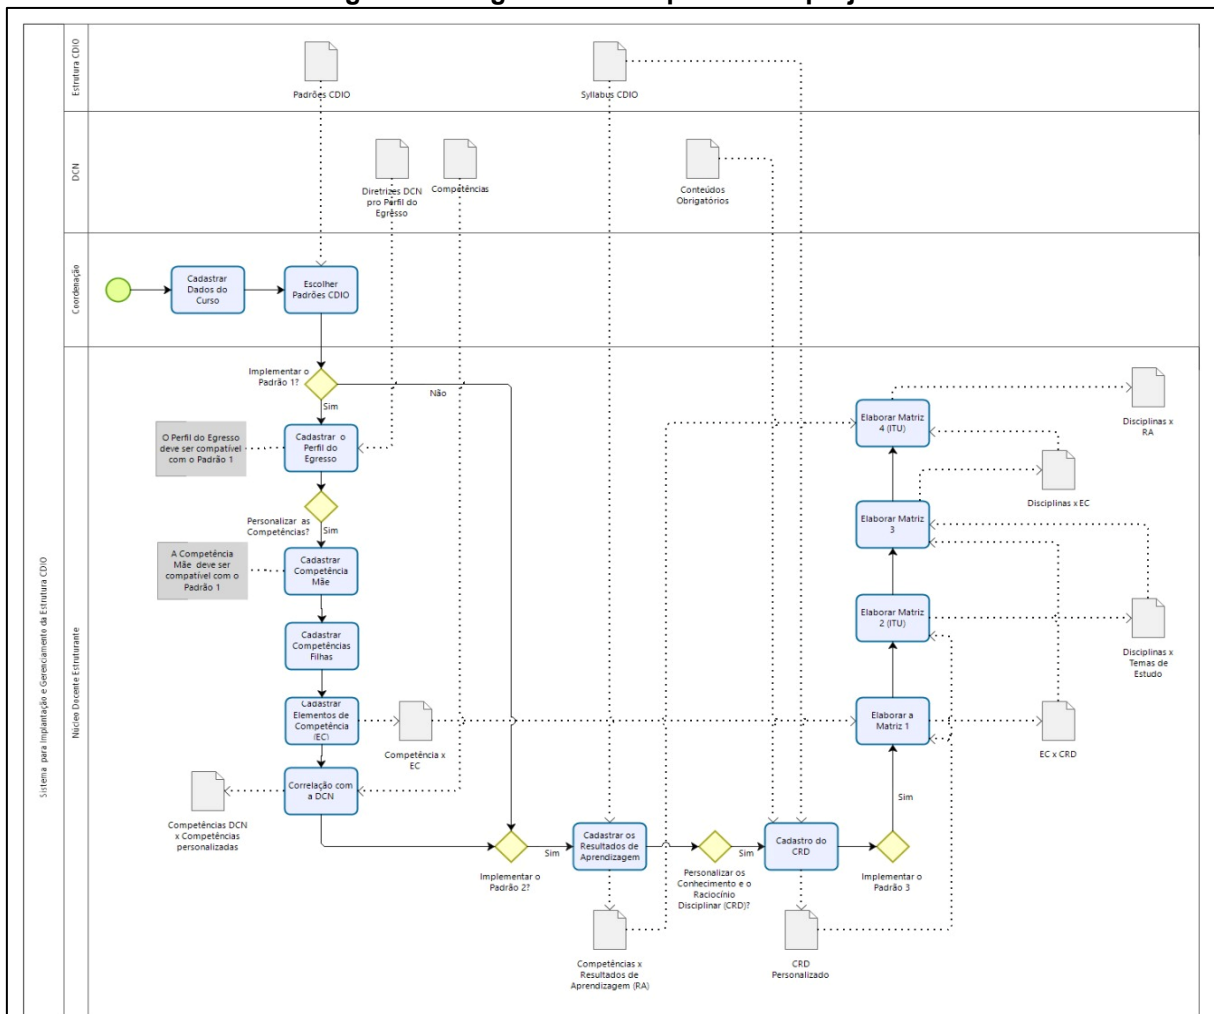 Sistema para Implantação e Gerenciamento da Estrutura CDIO
Estrutura CDIO
Padrões CDIO
Syllabus CDIO
DCN
Diretrizes DCN
pro Perfil do
Egresso
Competências
Conteúdos
Obrigatórios
Coordenação
Cadastrar
Dados do
Curso
Escolher
Padrões CDIO
Núcleo Docente Estruturante
Implementar o
Padrão 1?
Não
Sim
O Perfil do Egresso
deve ser compatível
com o Padrão 1
Cadastrar o
Perfil do
Egresso
Personalizar as
Competências?
Sim
A Competência
Mãe deve ser
compatível com o
Padrão 1
Cadastrar
Competência
Mãe
Cadastrar
Competências
Filhas
Cadastrar
Elementos de
Competência
(EC)
Competência x
EC
Correlação com
a DCN
Competências DCN
x Competências
personalizadas
Implementar o
Padrão 2?
Sim
Cadastrar os
Resultados de
Aprendizagem
Competências x
Resultados de
Aprendizagem (RA)
Personalizar os
Conhecimento e o
Raciocínio
Disciplinar (CRD)?
Sim
Cadastro do
CRD
CRD
Personalizado
Implementar o
Padrão 3
Sim
Elaborar a
Matriz 1
EC x CRD
Elaborar Matriz
2 (ITU)
Disciplinas x
Temas de
Estudo
Elaborar Matriz
3
Disciplinas x EC
Elaborar Matriz
4 (ITU)
Disciplinas x
RA